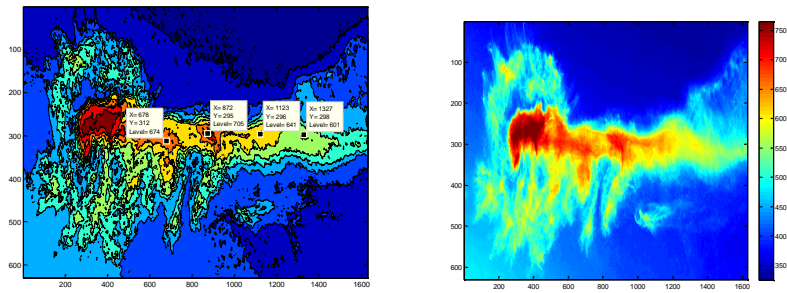 100
200
300
400
500
600
200 400 600 800 1000 1200 1400 1600
X= 678
Y= 312
Level= 674
X= 872
Y= 295
Level= 705
X= 1123
Y= 296
Level= 641
X= 1327
Y= 298
Level= 601
100
200
300
400
500
600
200 400 600 800 1000 1200 1400 1600
750
700
650
600
550
500
450
400
350